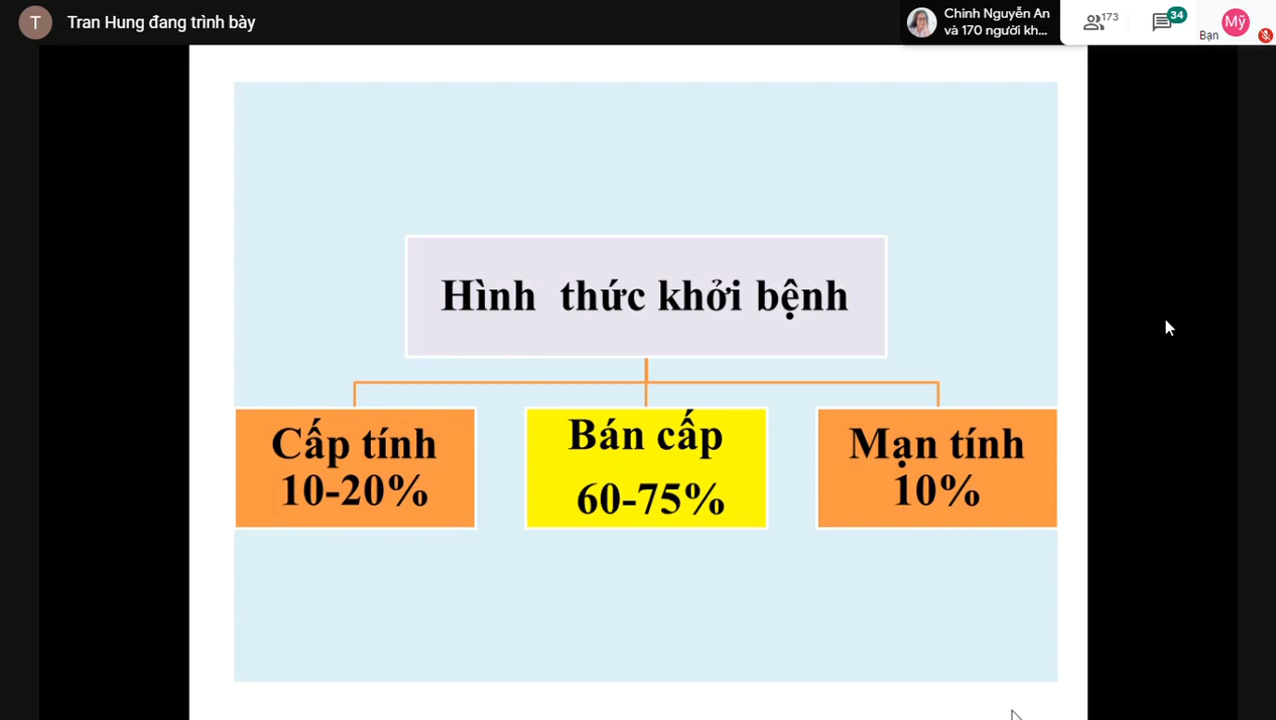 T
Tran Hung đang trình bày
Chinh Nguyễn An
và 170 người kh...
173
34
Bạn
Mỹ
Hình thức khởi bệnh
Cấp tính
10-20%
Bán cấp
60-75%
Mạn tính
10%